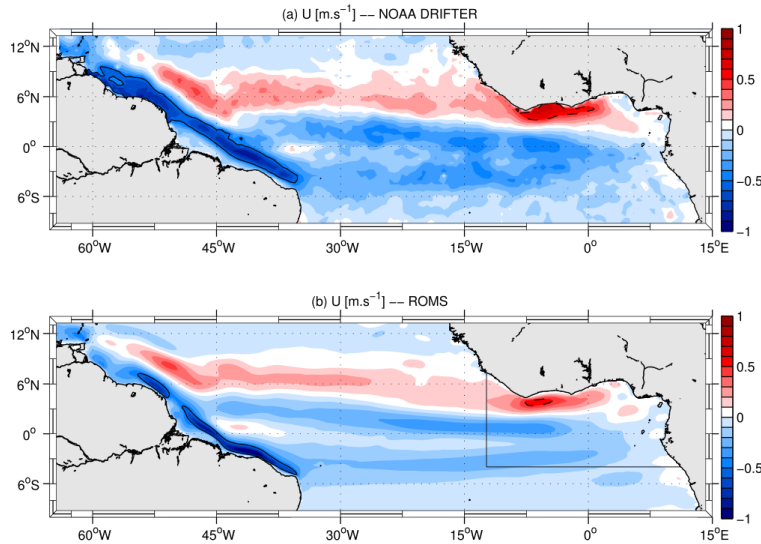 (a) U [m.s⁻¹] −− NOAA DRIFTER
12°N
6°N
0°
6°S
60°W 45°W 30°W 15°W 0° 15°E
1
0.5
0
−0.5
−1
(b) U [m.s⁻¹] −− ROMS
12°N
6°N
0°
6°S
60°W 45°W 30°W 15°W 0° 15°E
1
0.5
0
−0.5
−1